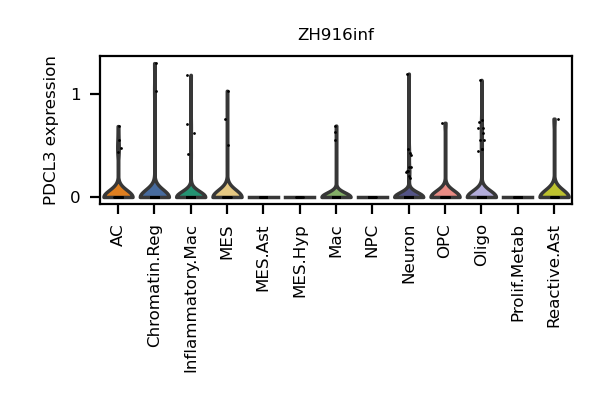 ZH916inf
PDCL3 expression
1
0
AC
Chromatin.Reg
Inflammatory.Mac
MES
MES.Ast
MES.Hyp
Mac
NPC
Neuron
OPC
Oligo
Prolif.Metab
Reactive.Ast